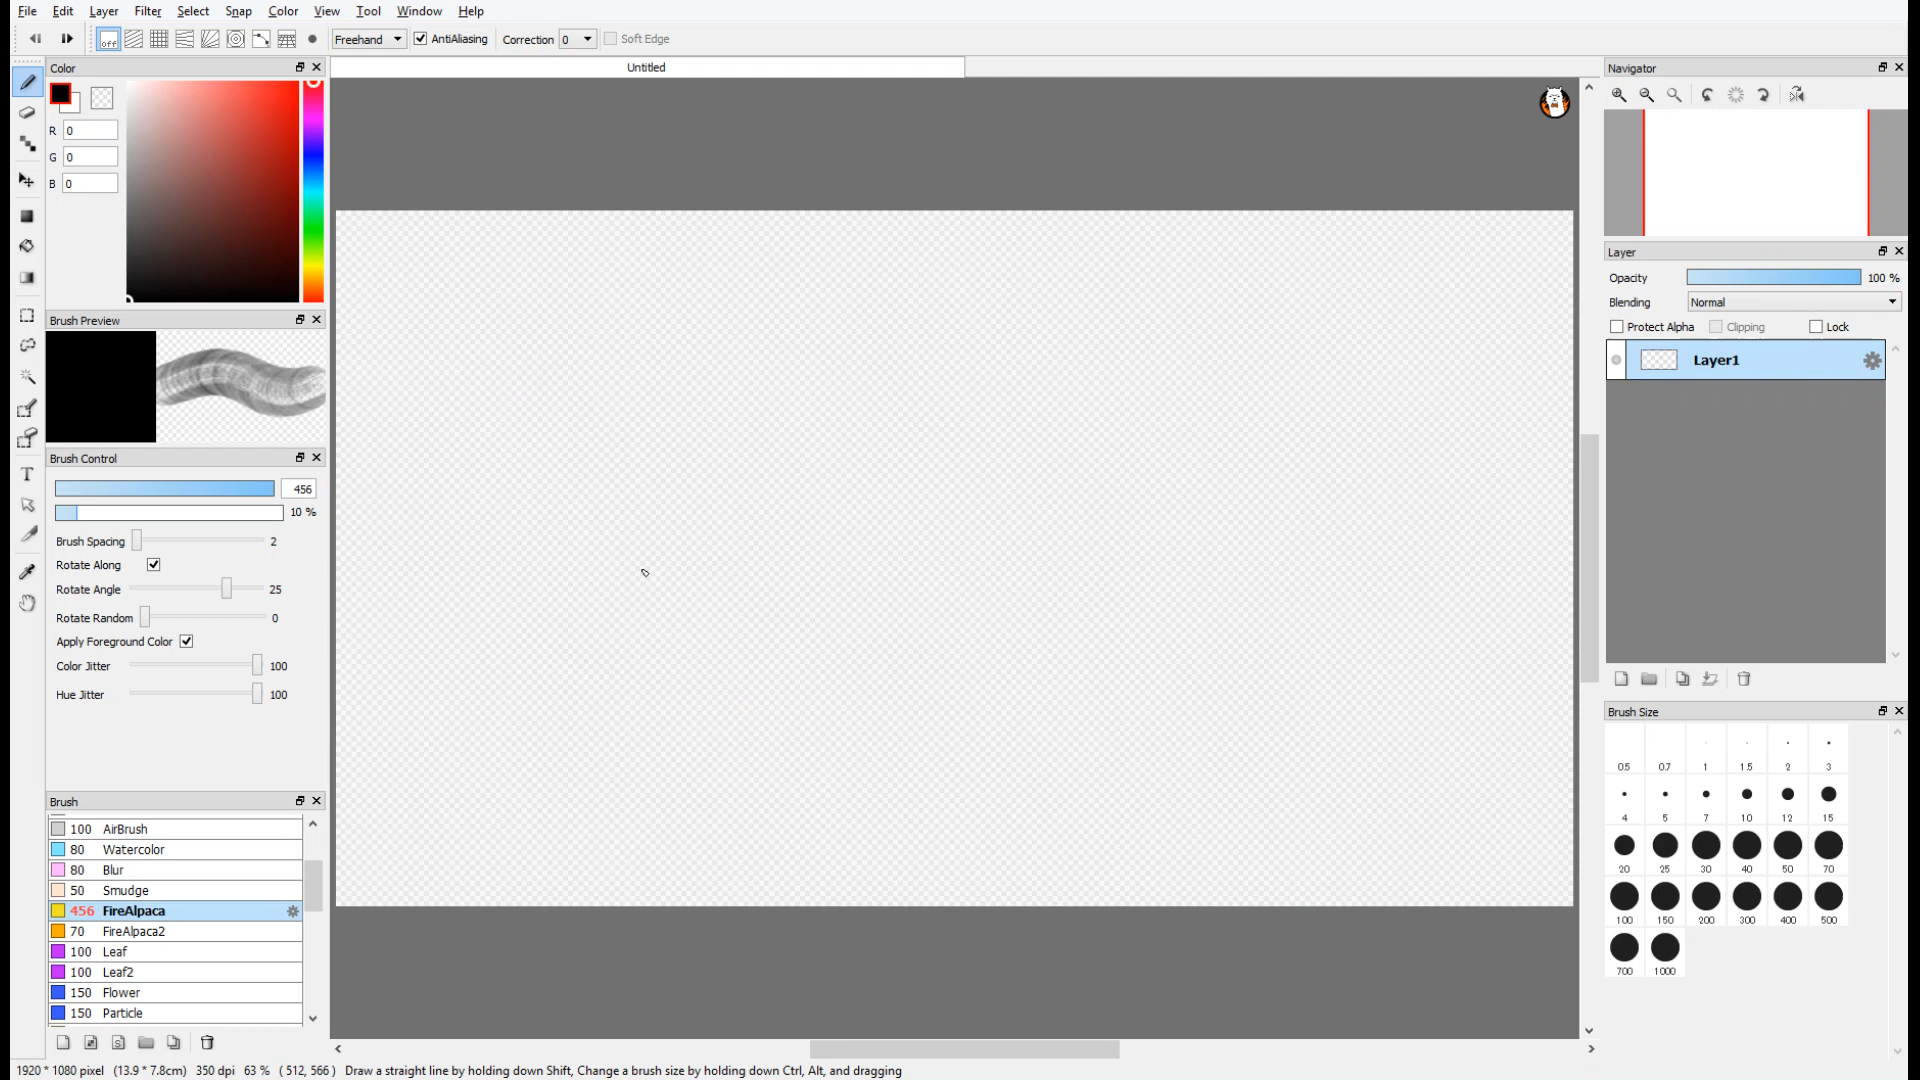 File Edit Layer Filter Select Snap Color View Tool Window Help
off Freehand AntiAliasing Correction 0 Soft Edge
Color
R 0
G 0
B 0
Brush Preview
Brush Control
456
10 %
Brush Spacing 2
Rotate Along
Rotate Angle 25
Rotate Random 0
Apply Foreground Color
Color Jitter 100
Hue Jitter 100
Brush
100 AirBrush
80 Watercolor
80 Blur
50 Smudge
456 FireAlpaca
70 FireAlpaca2
100 Leaf
100 Leaf2
150 Flower
150 Particle
Untitled
Navigator
Layer
Opacity 100 %
Blending Normal
Protect Alpha Clipping Lock
Layer1
Brush Size
0.5 0.7 1 1.5 2 3
4 5 7 10 12 15
20 25 30 40 50 70
100 150 200 300 400 500
700 1000
1920 * 1080 pixel (13.9 * 7.8cm) 350 dpi 63 % ( 512, 566 ) Draw a straight line by holding down Shift, Change a brush size by holding down Ctrl, Alt, and dragging